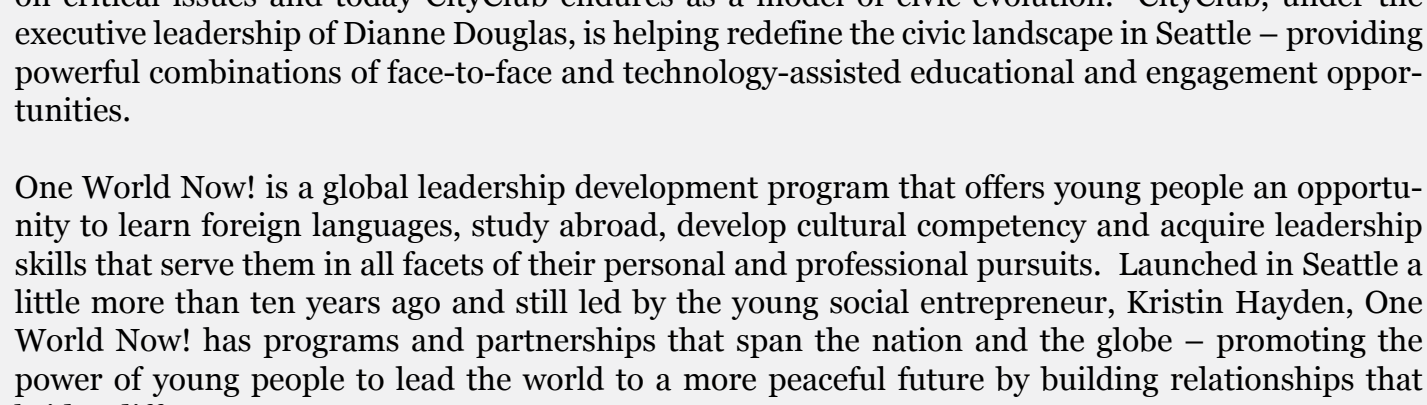 on critical issues and today CityClub endures as a model of civic evolution. CityClub, under the
executive leadership of Dianne Douglas, is helping redefine the civic landscape in Seattle – providing
powerful combinations of face-to-face and technology-assisted educational and engagement oppor-
tunities.
One World Now! is a global leadership development program that offers young people an opportu-
nity to learn foreign languages, study abroad, develop cultural competency and acquire leadership
skills that serve them in all facets of their personal and professional pursuits.  Launched in Seattle a
little more than ten years ago and still led by the young social entrepreneur, Kristin Hayden, One
World Now! has programs and partnerships that span the nation and the globe – promoting the
power of young people to lead the world to a more peaceful future by building relationships that